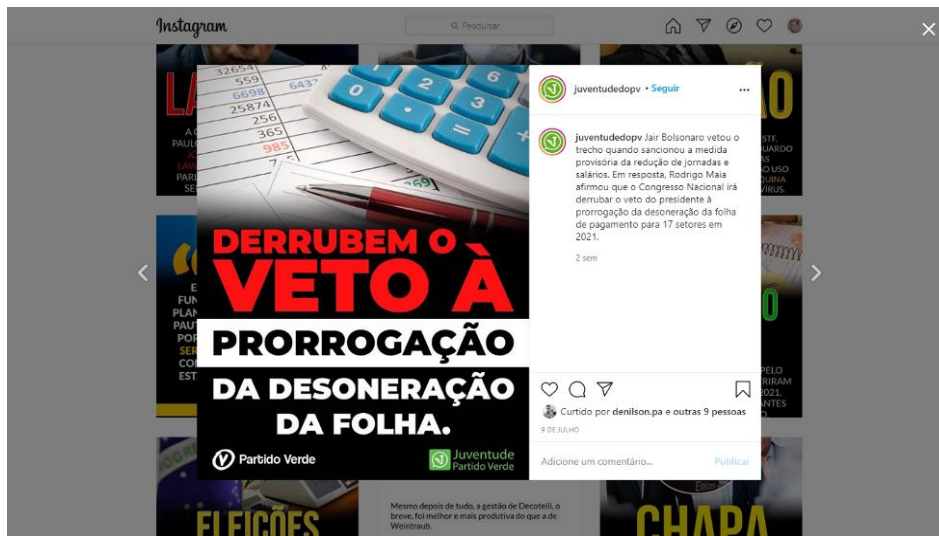 Instagram
Pesquisar
32654
559
6698 6437
25874
256
365
985
DERRUBEM O
VETO À
PRORROGAÇÃO
DA DESONERAÇÃO
DA FOLHA.
Partido Verde
Juventude
Partido Verde
juventudedopv • Seguir
juventudedopv Jair Bolsonaro vetou o
trecho quando sancionou a medida
provisória da redução de jornadas e
salários. Em resposta, Rodrigo Maia
afirmou que o Congresso Nacional irá
derrubar o veto do presidente à
prorrogação da desoneração da folha
de pagamento para 17 setores em
2021.
2 sem
Curtido por denilson.pa e outras 9 pessoas
9 DE JULHO
Adicione um comentário...
Publicar
ELEIÇÕES
Mesmo depois de tudo, a gestão de Decotelli, o
breve, foi melhor e mais produtiva do que a de
Weintraub.
CHAPA